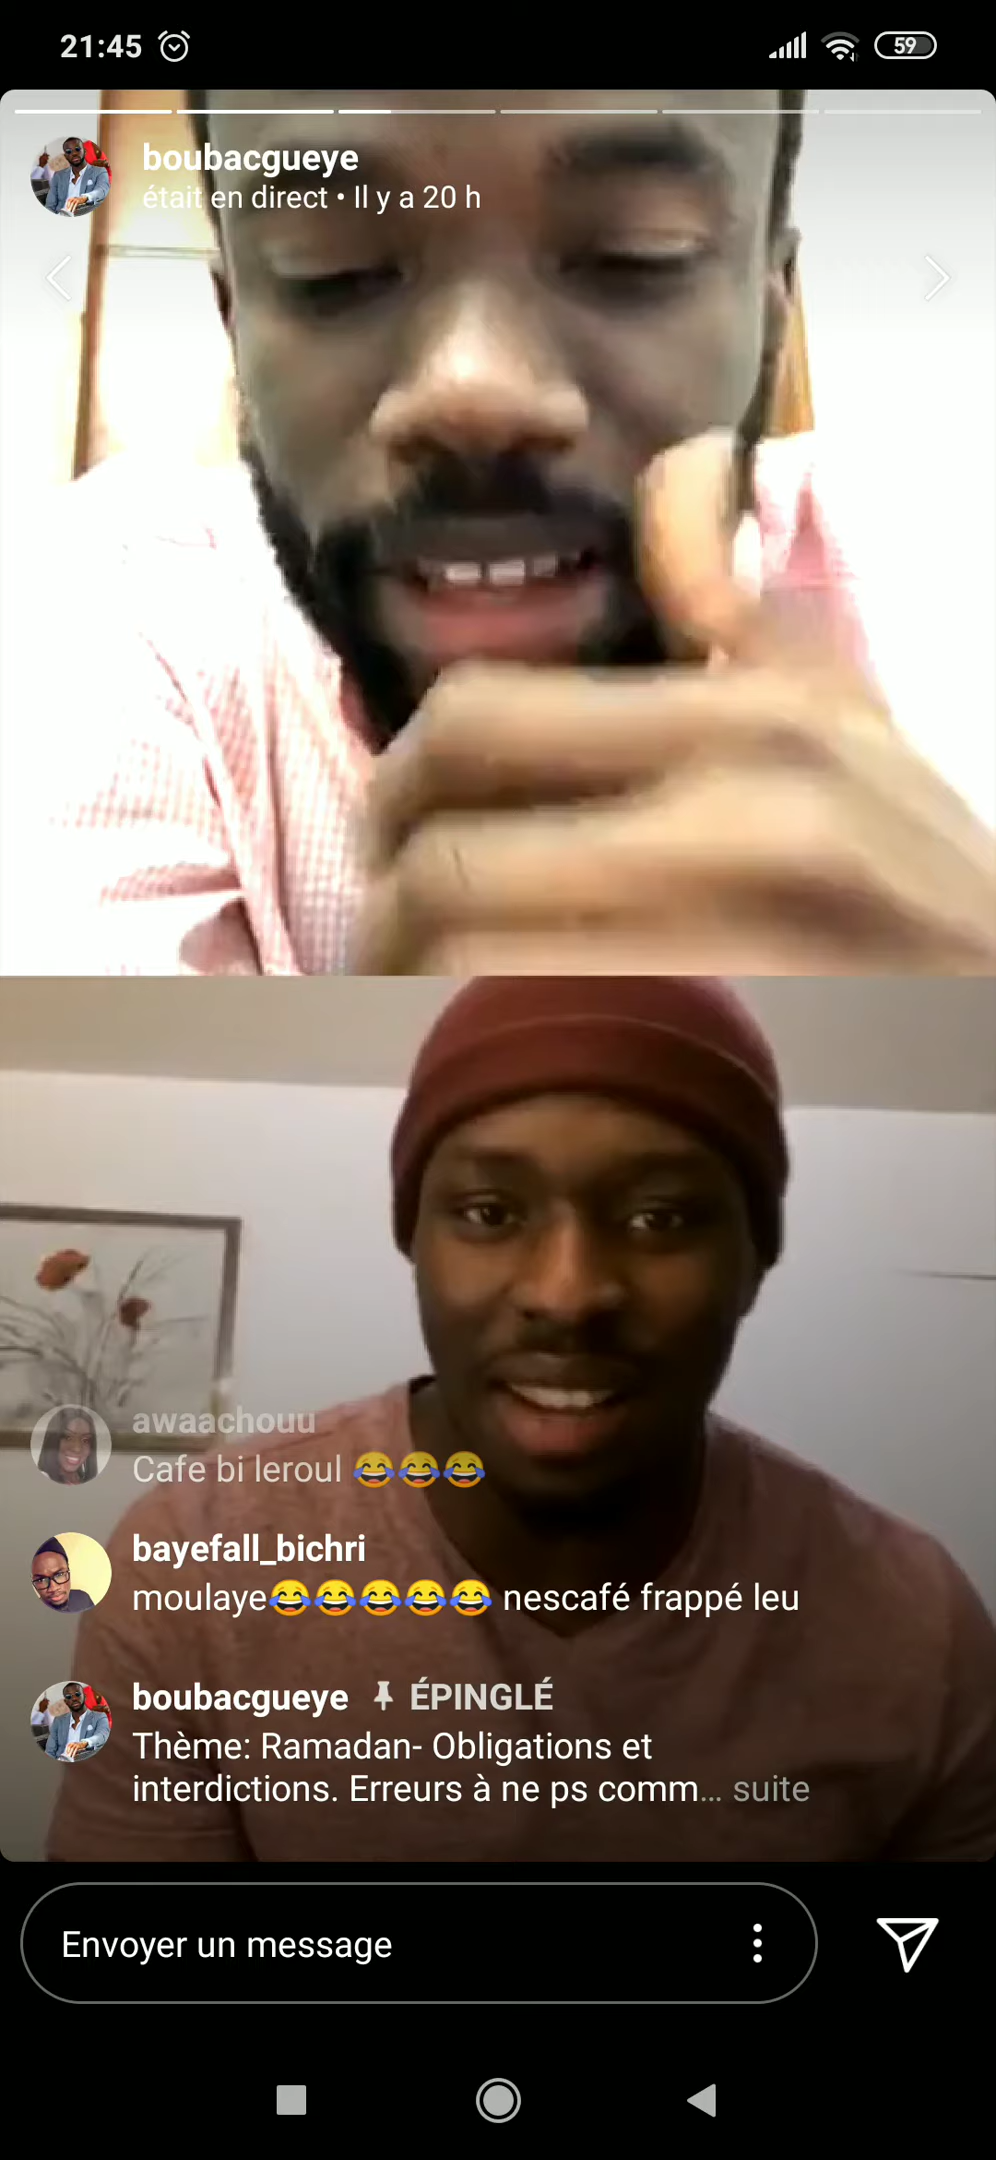 21:45
59
boubacgueye
était en direct • Il y a 20 h
awaachouu
Cafe bi leroul 😂😂😂
bayefall_bichri
moulaye😂😂😂😂😂 nescafé frappé leu
boubacgueye ÉPINGLÉ
Thème: Ramadan- Obligations et
interdictions. Erreurs à ne ps comm... suite
Envoyer un message